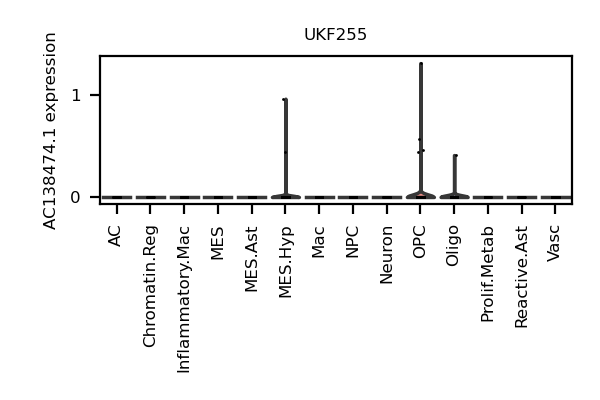 UKF255
AC138474.1 expression
1
0
AC
Chromatin.Reg
Inflammatory.Mac
MES
MES.Ast
MES.Hyp
Mac
NPC
Neuron
OPC
Oligo
Prolif.Metab
Reactive.Ast
Vasc